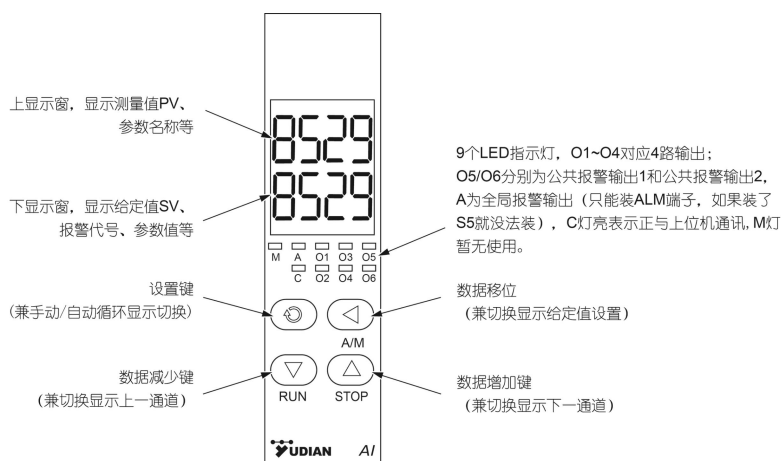 上显示窗，显示测量值PV、
参数名称等
8529
下显示窗，显示给定值SV、
报警代号、参数值等
8529
9个LED指示灯，O1~O4对应4路输出；
O5/O6分别为公共报警输出1和公共报警输出2，
A为全局报警输出（只能装ALM端子，如果装了
S5就没法装），C灯亮表示正与上位机通讯, M灯
暂无使用。
M A O1 O3 O5
C O2 O4 O6
设置键
(兼手动/自动循环显示切换)
数据移位
（兼切换显示给定值设置）
A/M
数据减少键
（兼切换显示上一通道）
数据增加键
（兼切换显示下一通道）
RUN STOP
YUDIAN AI